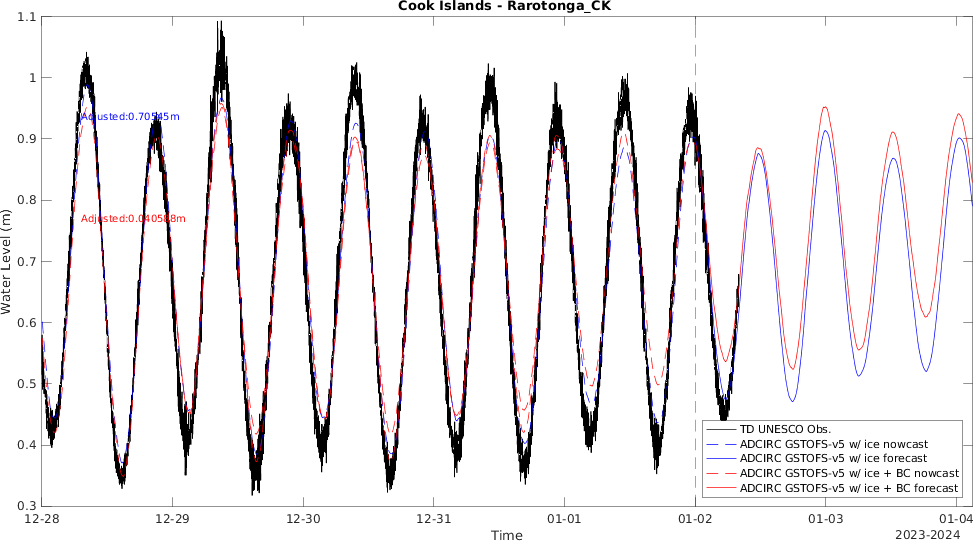 Cook Islands - Rarotonga_CK
1.1
1
0.9
0.8
0.7
0.6
0.5
0.4
0.3
Water Level (m)
Adjusted:0.70545m
Adjusted:0.040588m
TD UNESCO Obs.
ADCIRC GSTOFS-v5 w/ ice nowcast
ADCIRC GSTOFS-v5 w/ ice forecast
ADCIRC GSTOFS-v5 w/ ice + BC nowcast
ADCIRC GSTOFS-v5 w/ ice + BC forecast
12-28 12-29 12-30 12-31 01-01 01-02 01-03 01-04
Time
2023-2024